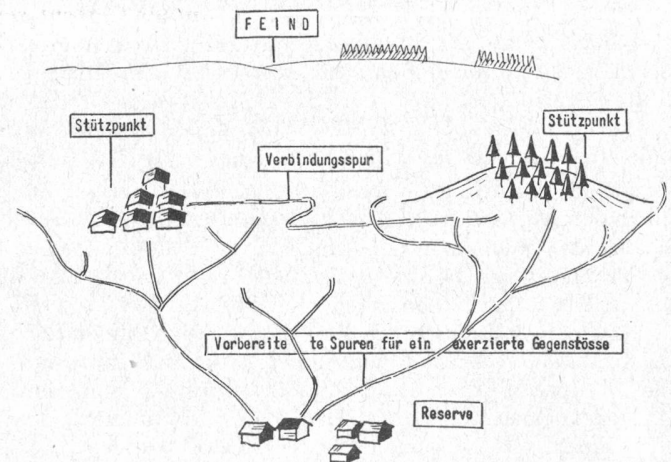 FEIND
Stützpunkt
Stützpunkt
Verbindungsspur
Vorbereite te Spuren für ein exerzierte Gegenstösse
Reserve